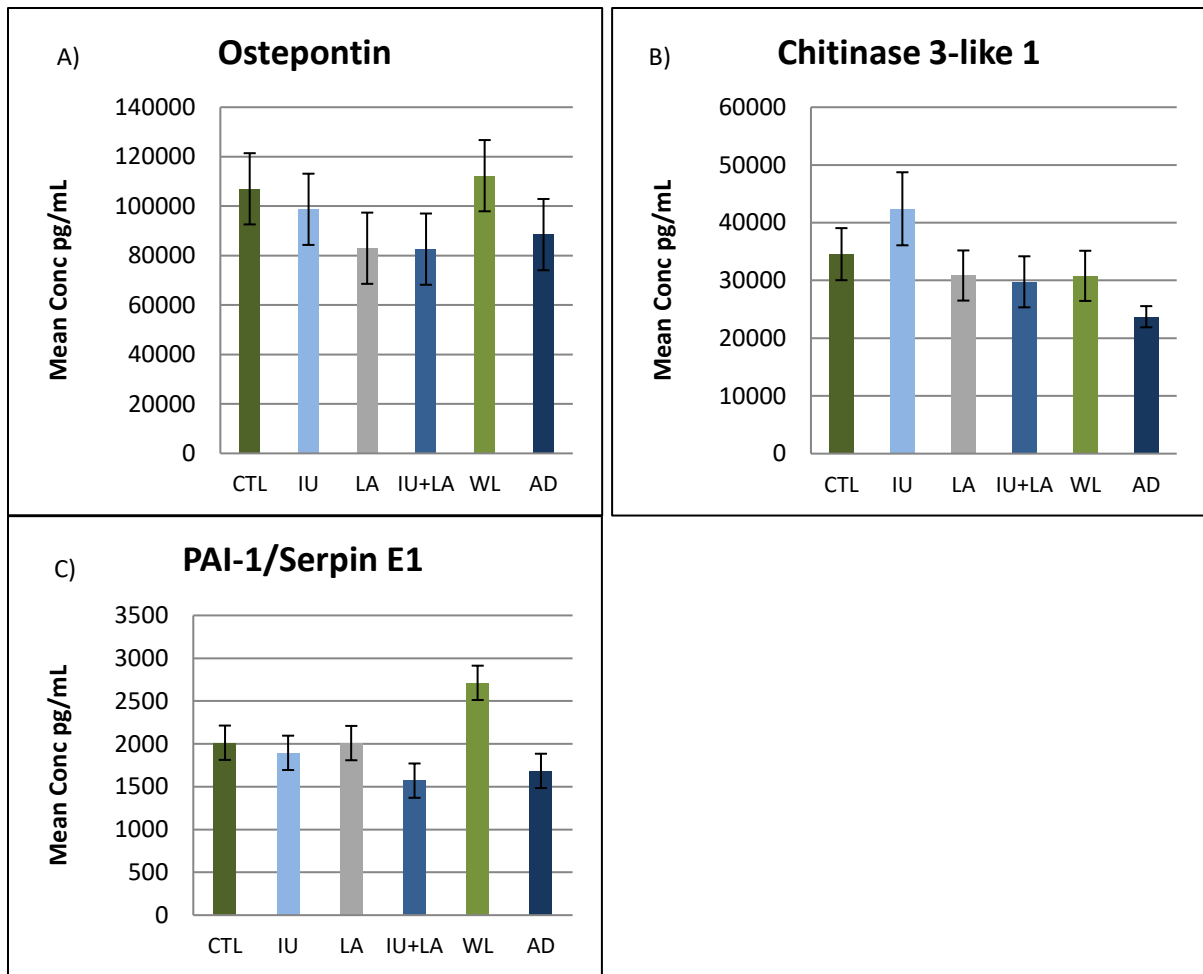 A) Ostepontin
Mean Conc pg/mL
140000
120000
100000
80000
60000
40000
20000
0
CTL IU LA IU+LA WL AD
B) Chitinase 3-like 1
Mean Conc pg/mL
60000
50000
40000
30000
20000
10000
0
CTL IU LA IU+LA WL AD
C) PAI-1/Serpin E1
Mean Conc pg/mL
3500
3000
2500
2000
1500
1000
500
0
CTL IU LA IU+LA WL AD